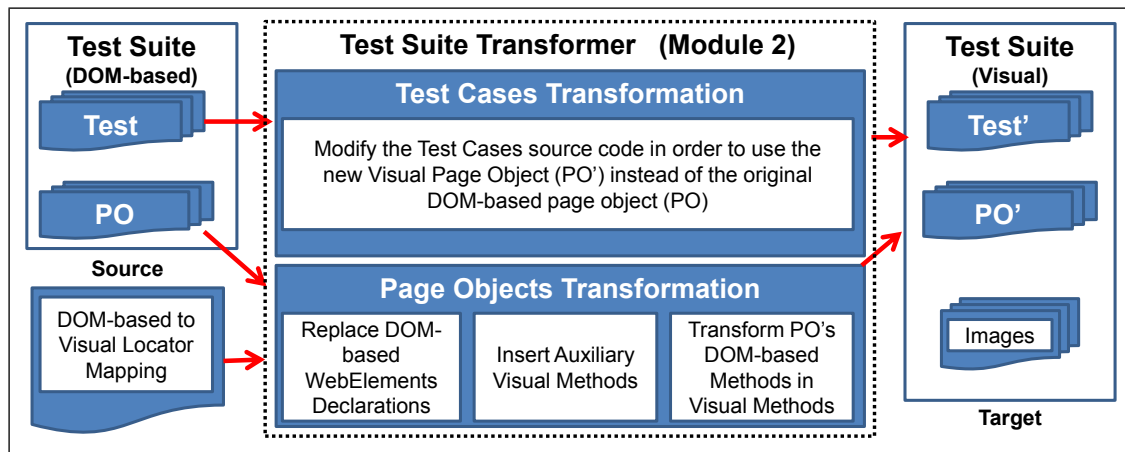 Test Suite
(DOM-based)
Test
PO
Source
DOM-based to
Visual Locator
Mapping
Test Suite Transformer (Module 2)
Test Cases Transformation
Modify the Test Cases source code in order to use the
new Visual Page Object (PO') instead of the original
DOM-based page object (PO)
Page Objects Transformation
Replace DOM-
based
WebElements
Declarations
Insert Auxiliary
Visual Methods
Transform PO's
DOM-based
Methods in
Visual Methods
Test Suite
(Visual)
Test'
PO'
Images
Target